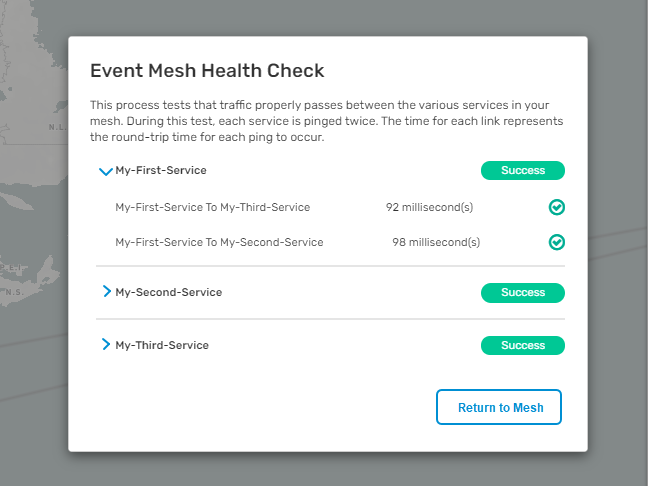 Event Mesh Health Check
This process tests that traffic properly passes between the various services in your
mesh. During this test, each service is pinged twice. The time for each link represents
the round-trip time for each ping to occur.
My-First-Service Success
My-First-Service To My-Third-Service 92 millisecond(s)
My-First-Service To My-Second-Service 98 millisecond(s)
My-Second-Service Success
My-Third-Service Success
Return to Mesh
N.L.
P.E.I.
N.S.